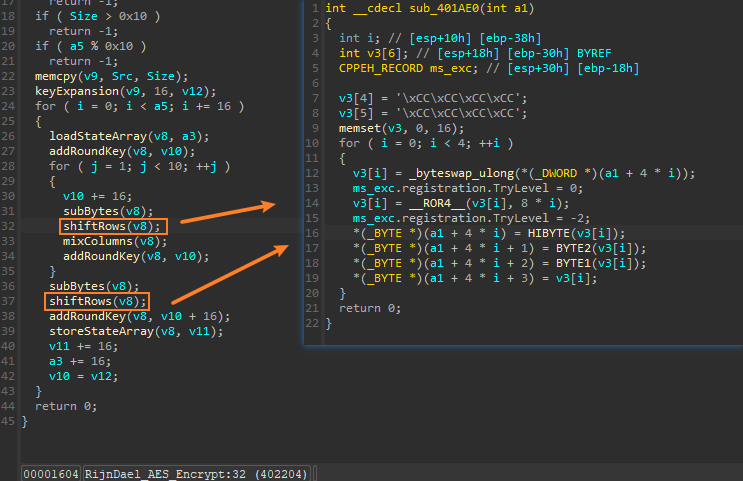 17 return -1;
18 if ( Size > 0x10 )
19 return -1;
20 if ( a5 % 0x10 )
21 return -1;
22 memcpy(v9, Src, Size);
23 keyExpansion(v9, 16, v12);
24 for ( i = 0; i < a5; i += 16 )
25 {
26 loadStateArray(v8, a3);
27 addRoundKey(v8, v10);
28 for ( j = 1; j < 10; ++j )
29 {
30 v10 += 16;
31 subBytes(v8);
32 shiftRows(v8);
33 mixColumns(v8);
34 addRoundKey(v8, v10);
35 }
36 subBytes(v8);
37 shiftRows(v8);
38 addRoundKey(v8, v10 + 16);
39 storeStateArray(v8, v11);
40 v11 += 16;
41 a3 += 16;
42 v10 = v12;
43 }
44 return 0;
45 }
00001604 RijnDael_AES_Encrypt:32 (402204)
1 int __cdecl sub_401AE0(int a1)
2 {
3 int i; // [esp+10h] [ebp-38h]
4 int v3[6]; // [esp+18h] [ebp-30h] BYREF
5 CPPEH_RECORD ms_exc; // [esp+30h] [ebp-18h]
6
7 v3[4] = '\xCC\xCC\xCC\xCC';
8 v3[5] = '\xCC\xCC\xCC\xCC';
9 memset(v3, 0, 16);
10 for ( i = 0; i < 4; ++i )
11 {
12 v3[i] = _byteswap_ulong(*(_DWORD *)(a1 + 4 * i));
13 ms_exc.registration.TryLevel = 0;
14 v3[i] = __ROR4__(v3[i], 8 * i);
15 ms_exc.registration.TryLevel = -2;
16 *(_BYTE *)(a1 + 4 * i) = HIBYTE(v3[i]);
17 *(_BYTE *)(a1 + 4 * i + 1) = BYTE2(v3[i]);
18 *(_BYTE *)(a1 + 4 * i + 2) = BYTE1(v3[i]);
19 *(_BYTE *)(a1 + 4 * i + 3) = v3[i];
20 }
21 return 0;
22 }